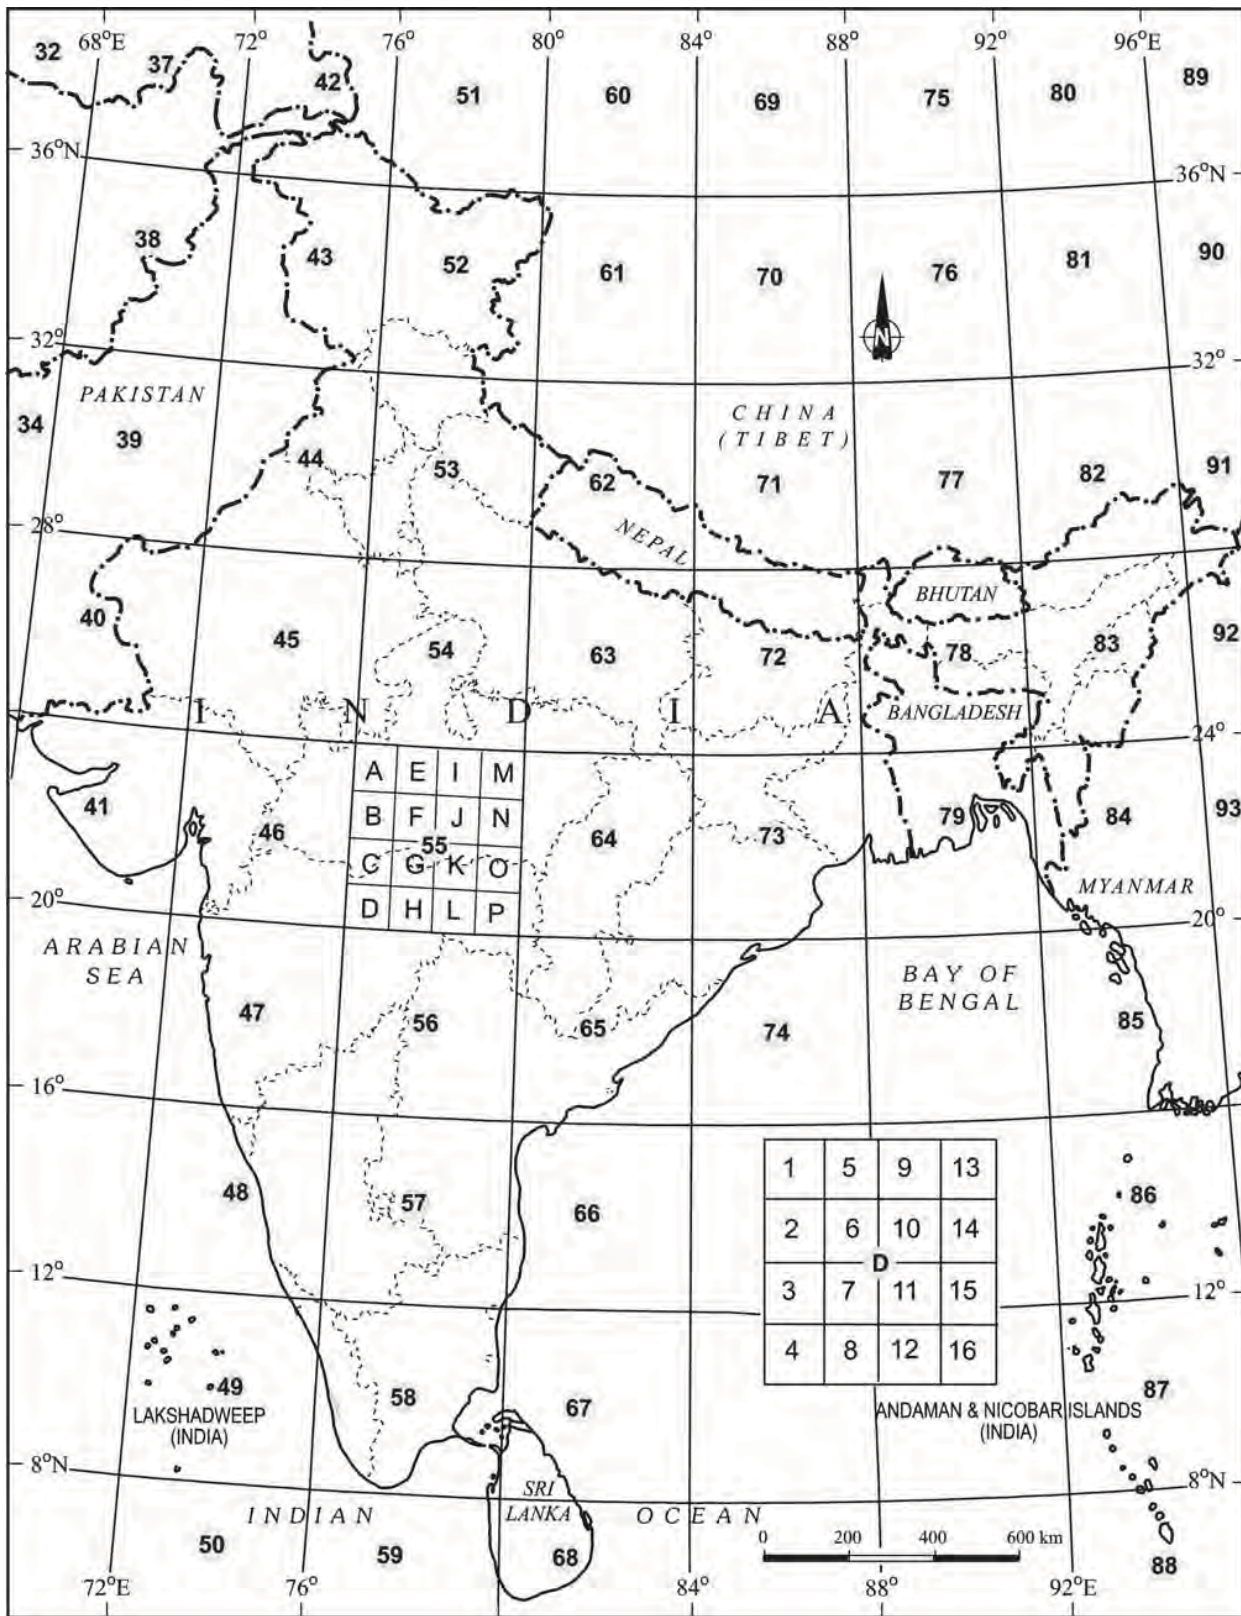 68°E 72° 76° 80° 84° 88° 92° 96°E
32 37 42 51 60 69 75 80 89
36°N 36°N
38 43 52 61 70 76 81 90
N
32° 32°
PAKISTAN
CHINA
(TIBET)
34 39 44 53 62 71 77 82 91
28° 28°
NEPAL
BHUTAN
40 45 54 63 72 78 83 92
I N D I A
BANGLADESH
24° 24°
A E I M
B F J N
55
C G K O
D H L P
41 46 64 73 79 84 93
MYANMAR
20° 20°
ARABIAN
SEA
BAY OF
BENGAL
47 56 65 74 85
16°
1 5 9 13
2 6 10 14
D
3 7 11 15
4 8 12 16
48 57 66 86
12° 12°
49 58 67 87
LAKSHADWEEP
(INDIA)
ANDAMAN & NICOBAR ISLANDS
(INDIA)
8°N 8°N
SRI
LANKA
INDIAN OCEAN
0 200 400 600 km
50 59 68 88
72°E 76° 84° 88° 92°E